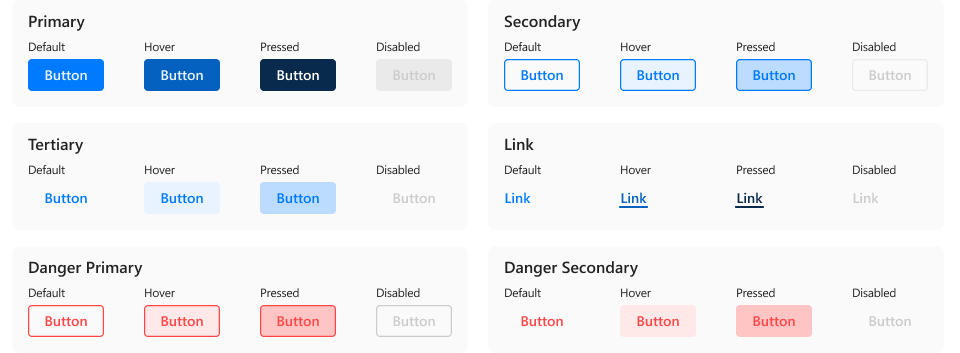 Primary
Default Hover Pressed Disabled
Button Button Button Button
Secondary
Default Hover Pressed Disabled
Button Button Button Button
Tertiary
Default Hover Pressed Disabled
Button Button Button Button
Link
Default Hover Pressed Disabled
Link Link Link Link
Danger Primary
Default Hover Pressed Disabled
Button Button Button Button
Danger Secondary
Default Hover Pressed Disabled
Button Button Button Button